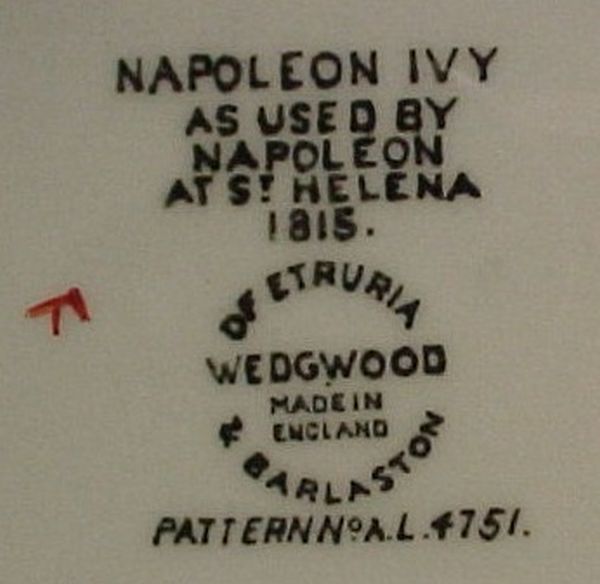 NAPOLEON IVY
AS USED BY
NAPOLEON
AT ST HELENA
1815.
OF ETRURIA
WEDGWOOD
MADE IN
ENGLAND
& BARLASTON
PATTERN No A.L.4751.